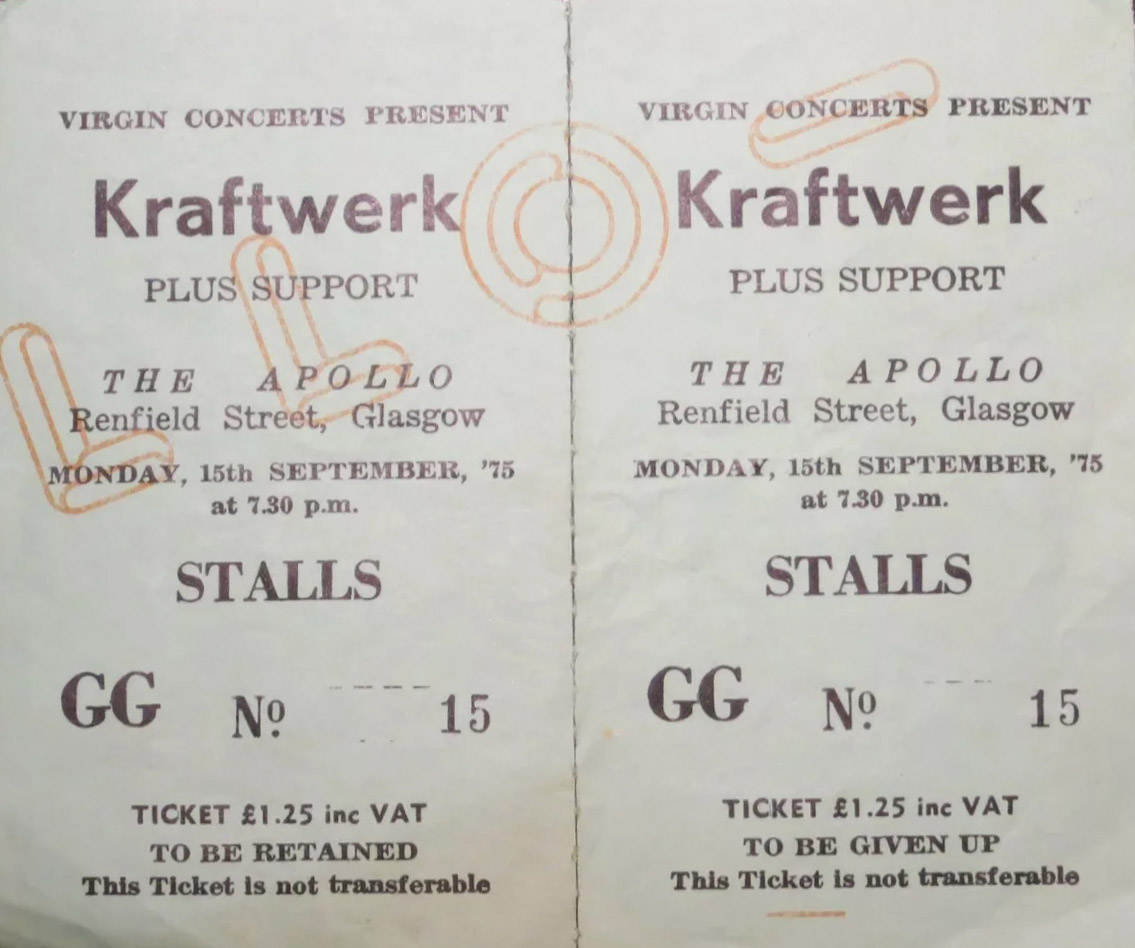 VIRGIN CONCERTS PRESENT
Kraftwerk
PLUS SUPPORT
THE APOLLO
Renfield Street, Glasgow
MONDAY, 15th SEPTEMBER, '75
at 7.30 p.m.
STALLS
GG Nº 15
TICKET £1.25 inc VAT
TO BE RETAINED
This Ticket is not transferable
VIRGIN CONCERTS PRESENT
Kraftwerk
PLUS SUPPORT
THE APOLLO
Renfield Street, Glasgow
MONDAY, 15th SEPTEMBER, '75
at 7.30 p.m.
STALLS
GG Nº 15
TICKET £1.25 inc VAT
TO BE GIVEN UP
This Ticket is not transferable